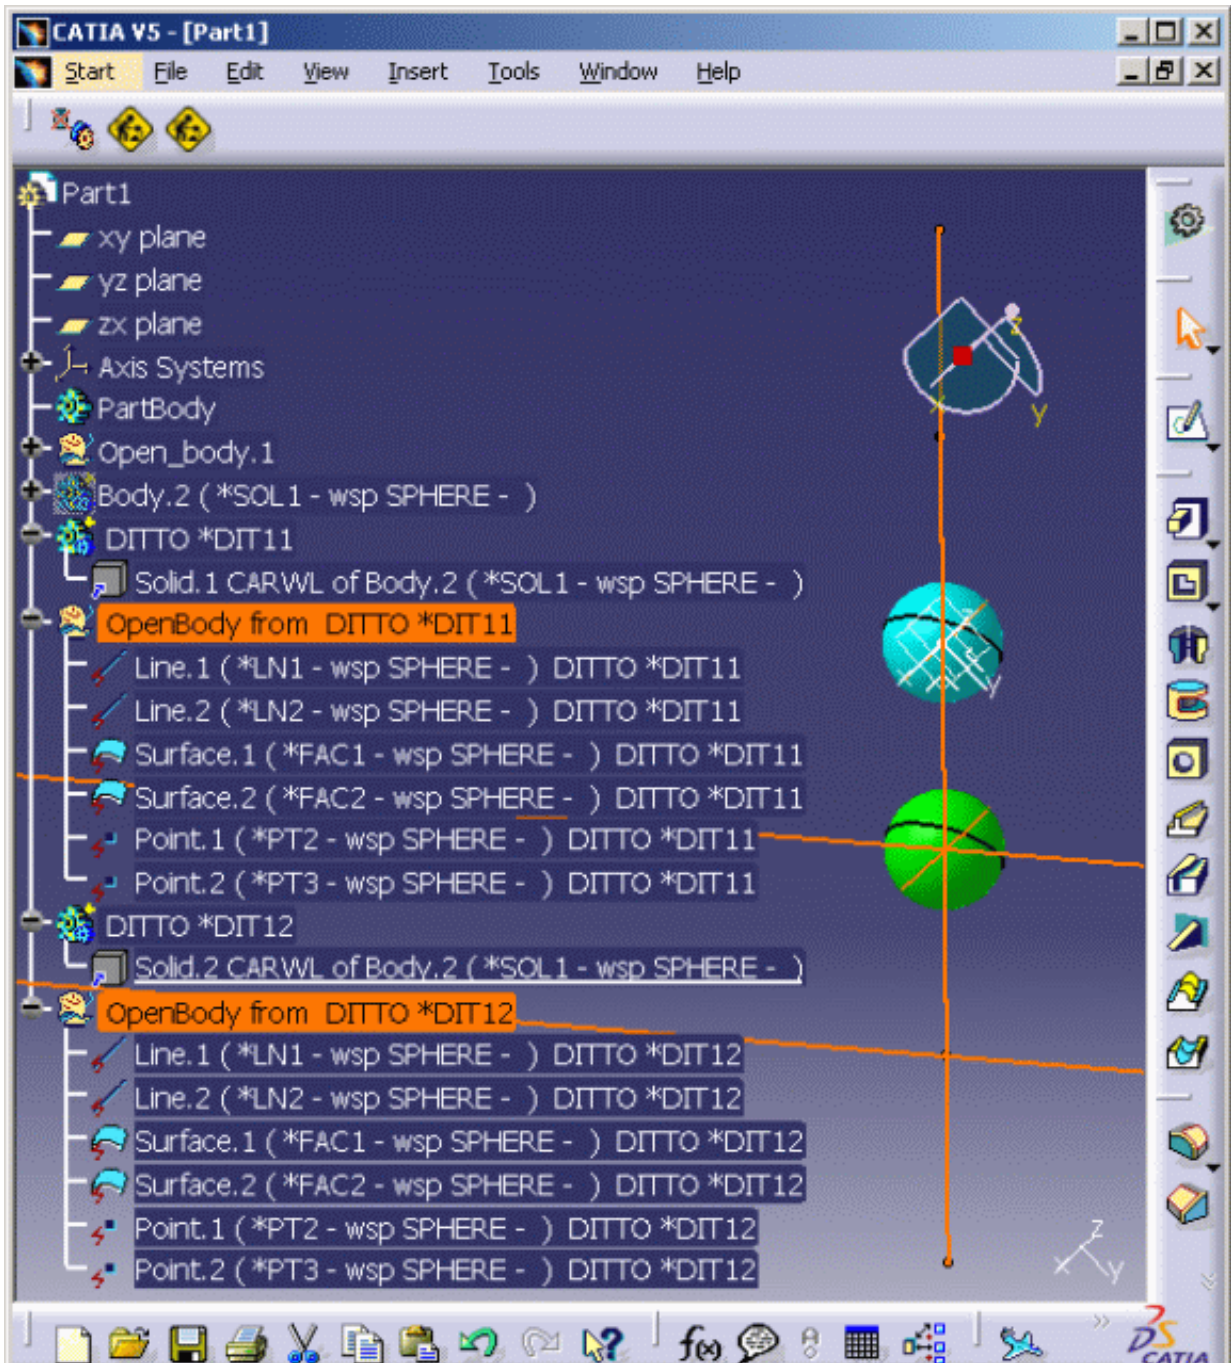 CATIA V5 - [Part1]
Start File Edit View Insert Tools Window Help
Part1
xy plane
yz plane
zx plane
Axis Systems
PartBody
Open_body.1
Body.2 ( *SOL1 - wsp SPHERE - )
DITTO *DIT11
Solid.1 CARWL of Body.2 ( *SOL1 - wsp SPHERE - )
OpenBody from DITTO *DIT11
Line.1 ( *LN1 - wsp SPHERE - ) DITTO *DIT11
Line.2 ( *LN2 - wsp SPHERE - ) DITTO *DIT11
Surface.1 ( *FAC1 - wsp SPHERE - ) DITTO *DIT11
Surface.2 ( *FAC2 - wsp SPHERE - ) DITTO *DIT11
Point.1 ( *PT2 - wsp SPHERE - ) DITTO *DIT11
Point.2 ( *PT3 - wsp SPHERE - ) DITTO *DIT11
DITTO *DIT12
Solid.2 CARWL of Body.2 ( *SOL1 - wsp SPHERE - )
OpenBody from DITTO *DIT12
Line.1 ( *LN1 - wsp SPHERE - ) DITTO *DIT12
Line.2 ( *LN2 - wsp SPHERE - ) DITTO *DIT12
Surface.1 ( *FAC1 - wsp SPHERE - ) DITTO *DIT12
Surface.2 ( *FAC2 - wsp SPHERE - ) DITTO *DIT12
Point.1 ( *PT2 - wsp SPHERE - ) DITTO *DIT12
Point.2 ( *PT3 - wsp SPHERE - ) DITTO *DIT12
z
x
y
y
z
x y
f(x)
DS
CATIA